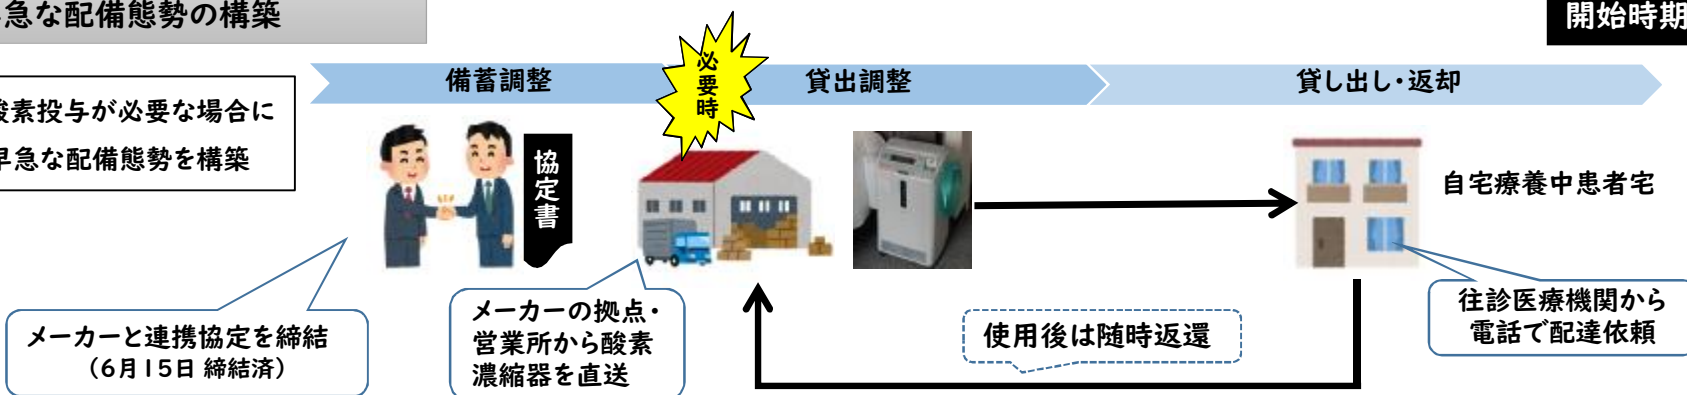 急な配備態勢の構築
開始時期
備蓄調整
必要時
貸出調整
貸し出し・返却
酸素投与が必要な場合に
早急な配備態勢を構築
協定書
自宅療養中患者宅
メーカーと連携協定を締結
（6月15日 締結済）
メーカーの拠点・
営業所から酸素
濃縮器を直送
使用後は随時返還
往診医療機関から
電話で配達依頼